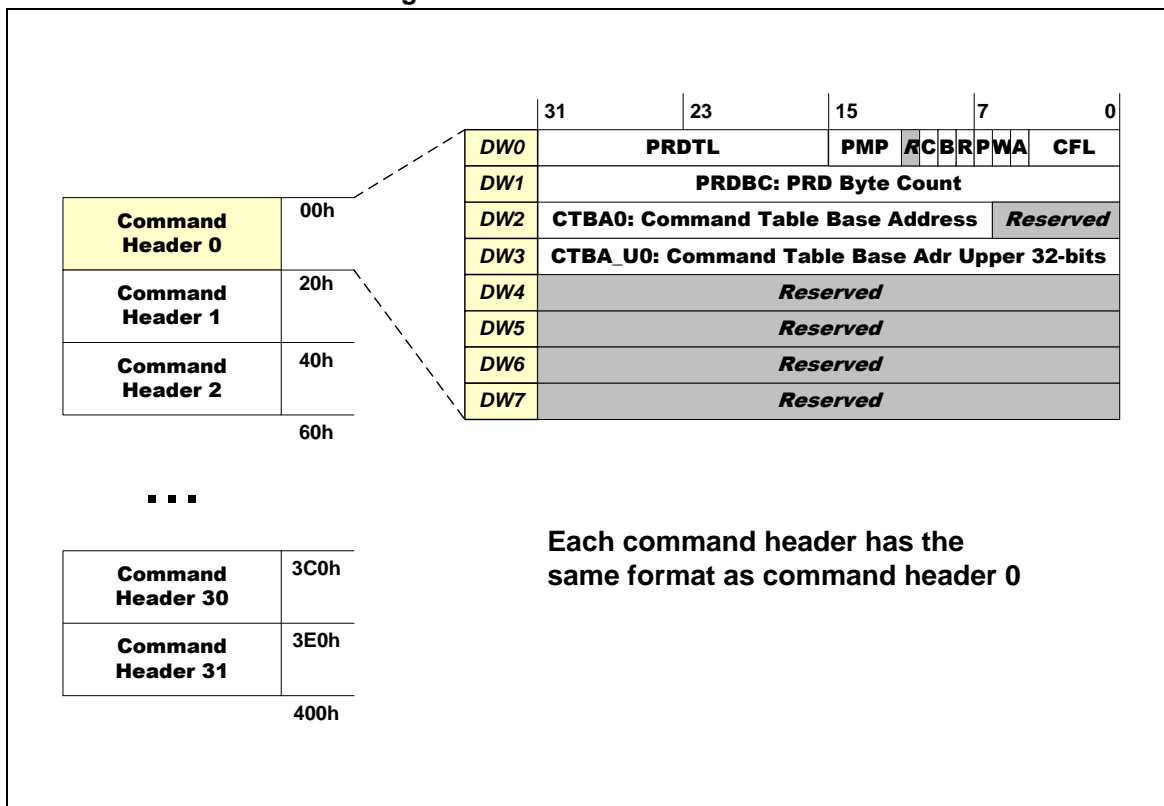 31 23 15 7 0
DW0 PRDTL PMP R C B R P W A CFL
DW1 PRDBC: PRD Byte Count
DW2 CTBA0: Command Table Base Address Reserved
DW3 CTBA_U0: Command Table Base Adr Upper 32-bits
DW4 Reserved
DW5 Reserved
DW6 Reserved
DW7 Reserved
Command
Header 0
00h
Command
Header 1
20h
Command
Header 2
40h
60h
...
Command
Header 30
3C0h
Command
Header 31
3E0h
400h
Each command header has the
same format as command header 0